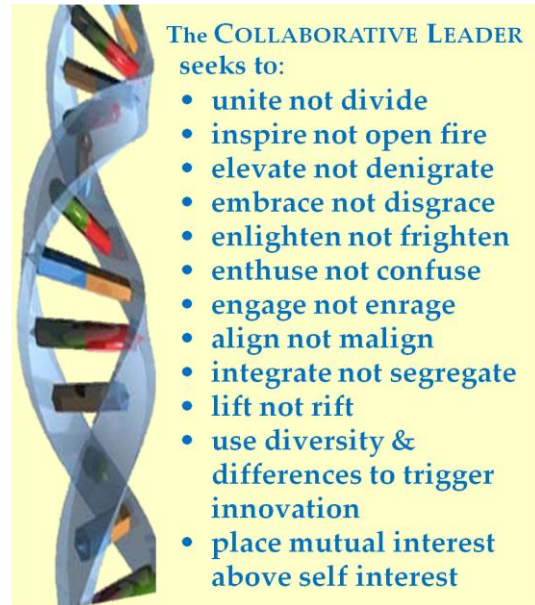 The COLLABORATIVE LEADER
seeks to:
• unite not divide
• inspire not open fire
• elevate not denigrate
• embrace not disgrace
• enlighten not frighten
• enthuse not confuse
• engage not enrage
• align not malign
• integrate not segregate
• lift not rift
• use diversity &
differences to trigger
innovation
• place mutual interest
above self interest